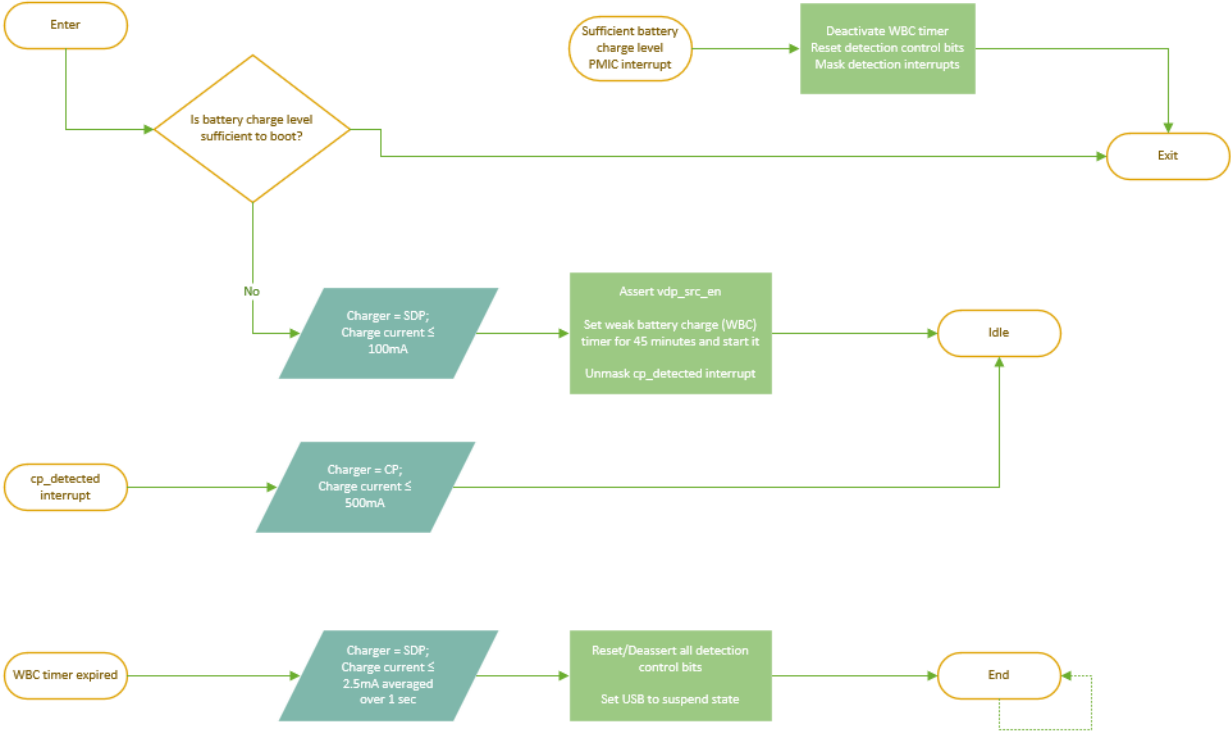 Enter
Sufficient battery
charge level
PMIC interrupt
Deactivate WBC timer
Reset detection control bits
Mask detection interrupts
Is battery charge level
sufficient to boot?
Exit
No
Charger = SDP;
Charge current ≤
100mA
Assert vdp_src_en
Set weak battery charge (WBC)
timer for 45 minutes and start it
Unmask cp_detected interrupt
Idle
cp_detected
interrupt
Charger = CP;
Charge current ≤
500mA
WBC timer expired
Charger = SDP;
Charge current ≤
2.5mA averaged
over 1 sec
Reset/Deassert all detection
control bits
Set USB to suspend state
End